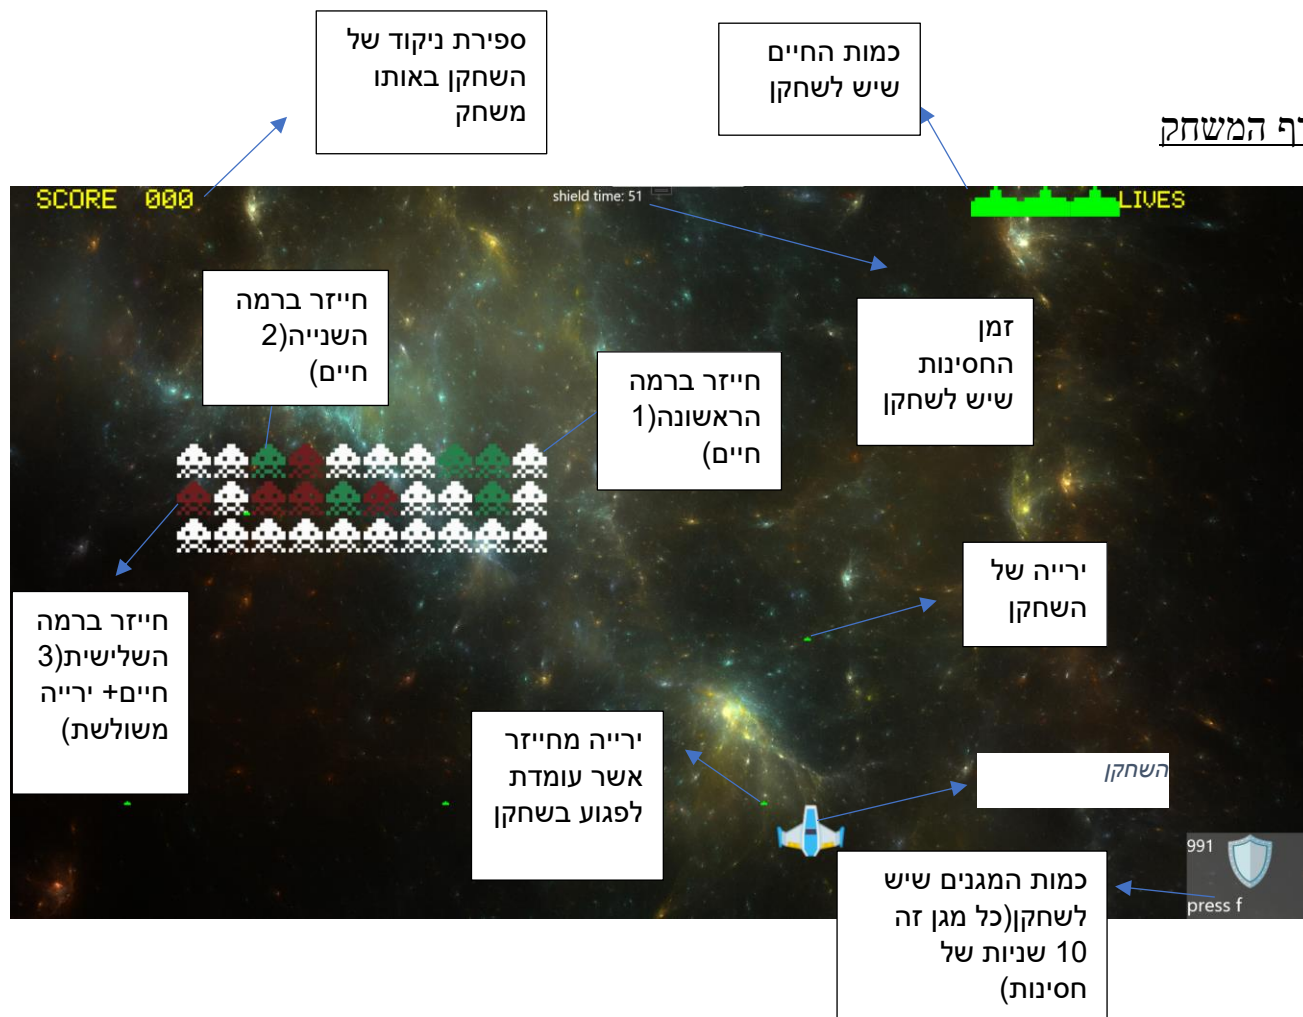 ספירת ניקוד של
השחקן באותו
משחק
כמות החיים
שיש לשחקן
המשחק
SCORE 000
shield time: 51
LIVES
חייזר ברמה
השנייה(2
חיים)
חייזר ברמה
הראשונה(1
חיים)
זמן
החסינות
שיש לשחקן
ירייה של
השחקן
חייזר ברמה
השלישית(3
חיים+ ירייה
משולשת)
ירייה מחייזר
אשר עומדת
לפגוע בשחקן
השחקן
991
press f
כמות המגנים שיש
לשחקן(כל מגן זה
10 שניות של
חסינות)